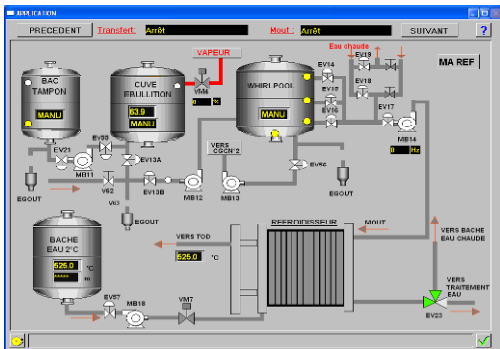 APPLICATION
PRECEDENT Transfert: Arrêt Mout : Arrêt SUIVANT ?
VAPEUR
Eau chaude
EV19
MA REF
BAC
TAMPON
MANU
CUVE
EBULLITION
63.9
MANU
VM6
0 %
WHIRLPOOL
MANU
EV14
EV15
EV16
EV18
EV17
MB14
0 Hz
EV21
MB11
EV13A
VERS
CGCN°2
EGOUT
V62
EV13B
MB12
MB13
EGOUT
V63
EGOUT
BACHE
EAU 2°C
525.0 °C
***** m
VERS TOD
525.0 °C
REFROIDISSEUR
MOUT
VERS BACHE
EAU CHAUDE
VERS
TRAITEMENT
EAU
EV23
EV57
MB18
VM7